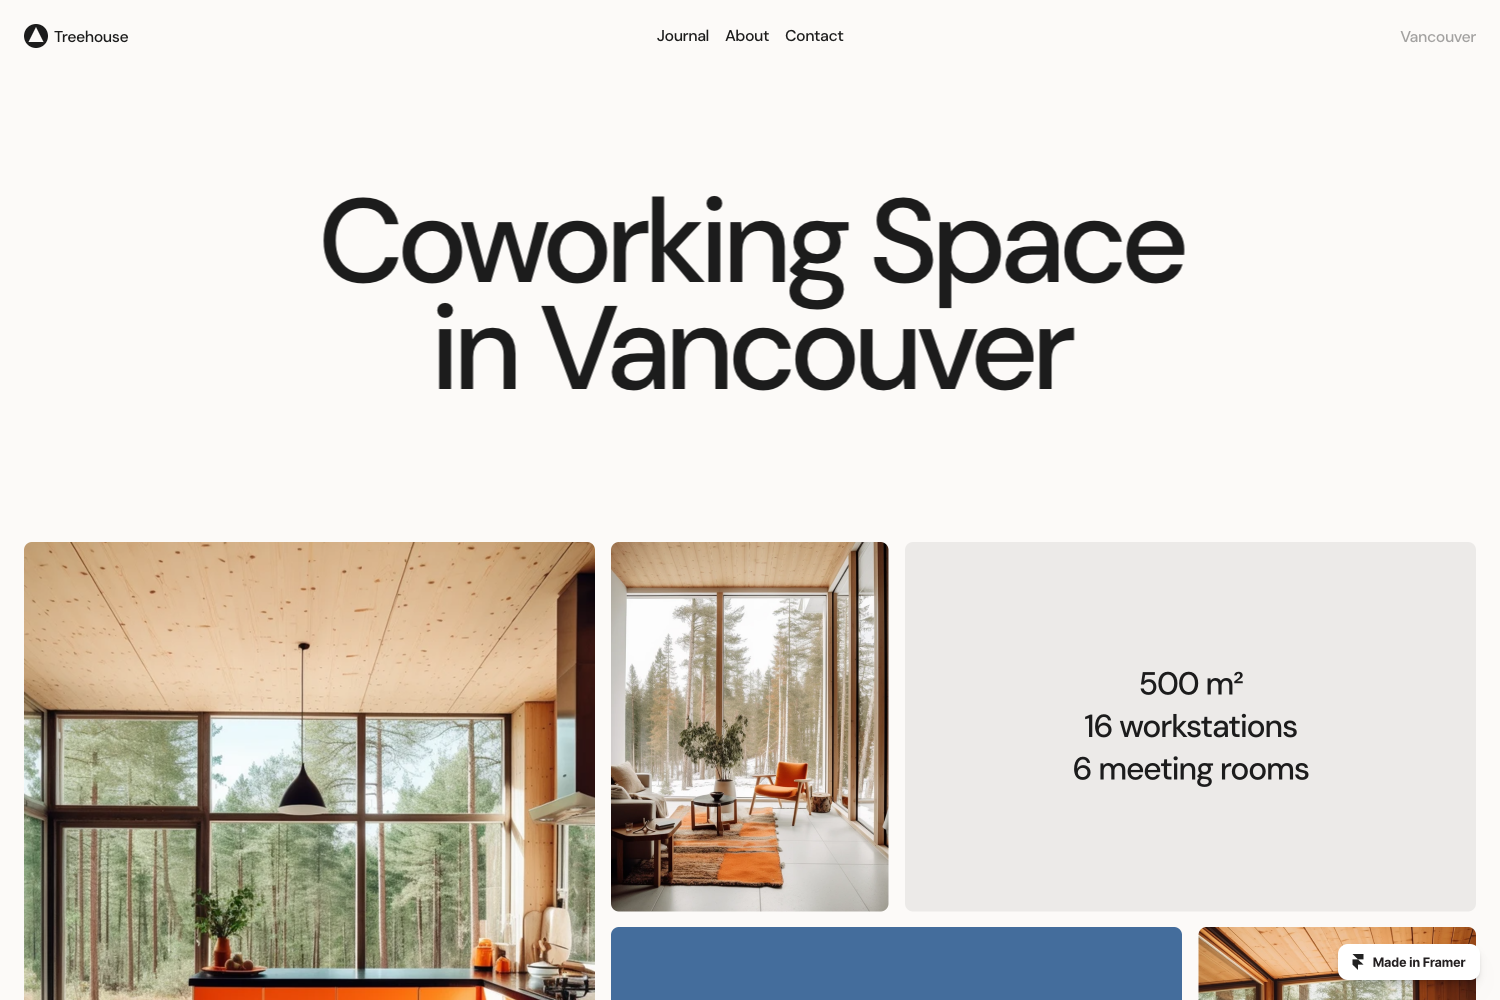 Treehouse
Journal About Contact
Vancouver
Coworking Space
in Vancouver
500 m²
16 workstations
6 meeting rooms
Made in Framer